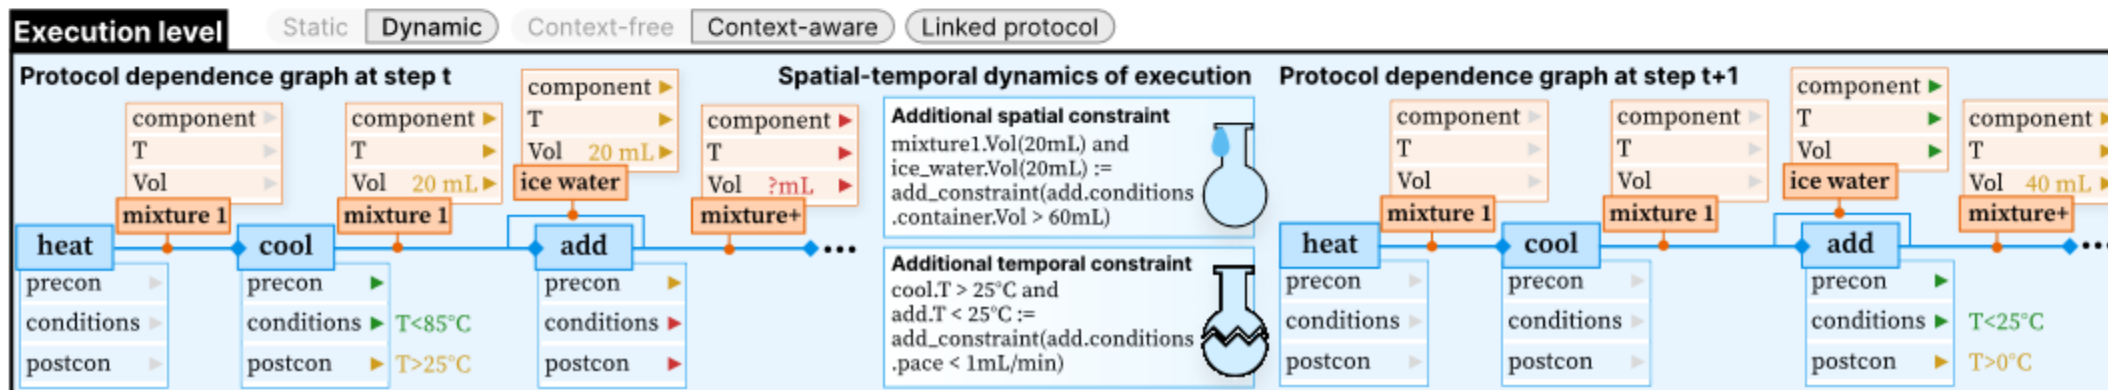 Execution level
Static Dynamic Context-free Context-aware Linked protocol
Protocol dependence graph at step t
component
T
Vol
mixture 1
component
T
Vol 20 mL
mixture 1
component
T
Vol 20 mL
ice water
component
T
Vol ?mL
mixture+
heat
cool
add
...
precon
conditions
postcon
precon
conditions T<85°C
postcon T>25°C
precon
conditions
postcon
Spatial-temporal dynamics of execution
Additional spatial constraint
mixture1.Vol(20mL) and
ice_water.Vol(20mL) :=
add_constraint(add.conditions
.container.Vol > 60mL)
Additional temporal constraint
cool.T > 25°C and
add.T < 25°C :=
add_constraint(add.conditions
.pace < 1mL/min)
Protocol dependence graph at step t+1
component
T
Vol
mixture 1
component
T
Vol
mixture 1
component
T
Vol
ice water
component
T
Vol 40 mL
mixture+
heat
cool
add
precon
conditions
postcon
precon
conditions
postcon
precon
conditions T<25°C
postcon T>0°C